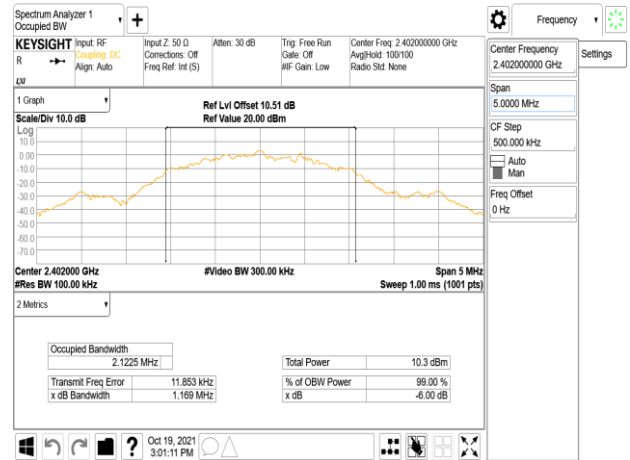 Spectrum Analyzer 1
Occupied BW
Frequency
KEYSIGHT
R
LXI
Input: RF
Coupling: DC
Align: Auto
Input Z: 50 Ω
Corrections: Off
Freq Ref: Int (S)
Atten: 30 dB
Trig: Free Run
Gate: Off
#IF Gain: Low
Center Freq: 2.402000000 GHz
Avg|Hold: 100/100
Radio Std: None
Center Frequency
2.402000000 GHz
Settings
Span
5.0000 MHz
CF Step
500.000 kHz
Auto
Man
Freq Offset
0 Hz
1 Graph
Scale/Div 10.0 dB
Ref Lvl Offset 10.51 dB
Ref Value 20.00 dBm
Log
10.0
0.00
-10.0
-20.0
-30.0
-40.0
-50.0
-60.0
-70.0
Center 2.402000 GHz
#Res BW 100.00 kHz
#Video BW 300.00 kHz
Span 5 MHz
Sweep 1.00 ms (1001 pts)
2 Metrics
Occupied Bandwidth
2.1225 MHz
Total Power 10.3 dBm
Transmit Freq Error 11.853 kHz
% of OBW Power 99.00 %
x dB Bandwidth 1.169 MHz
x dB -6.00 dB
?
Oct 19, 2021
3:01:11 PM